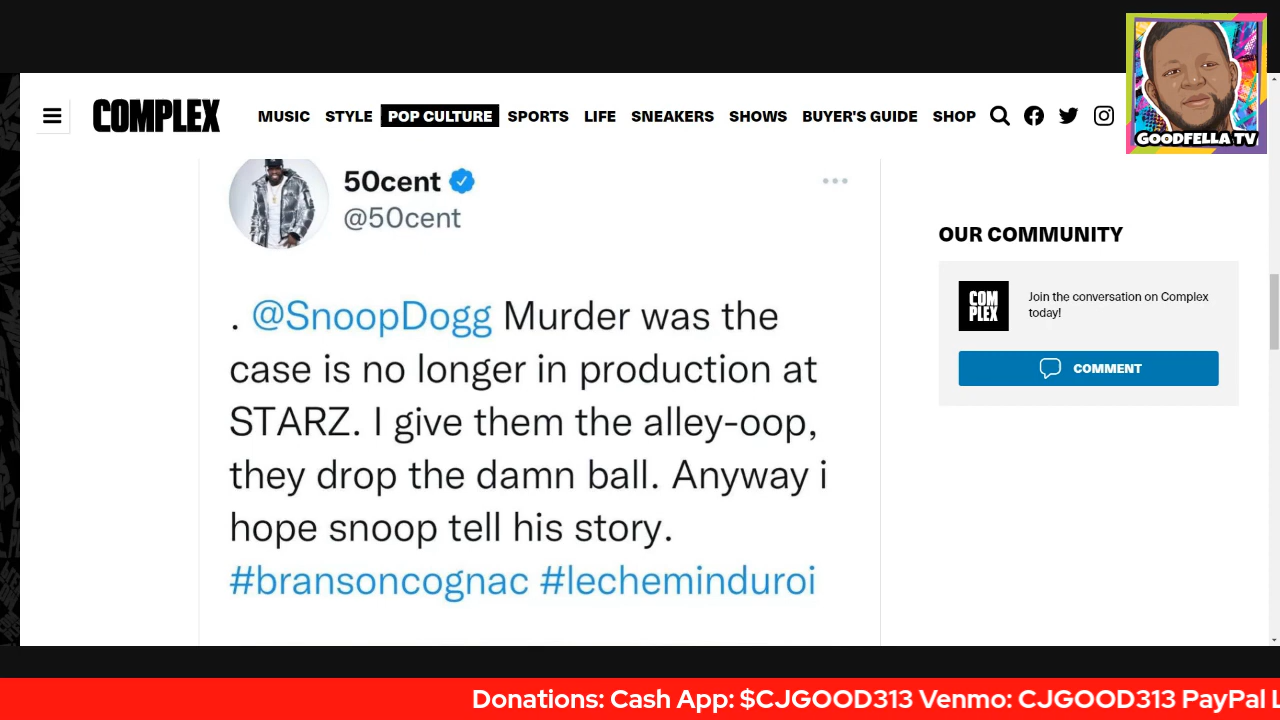 COMPLEX
MUSIC STYLE POP CULTURE SPORTS LIFE SNEAKERS SHOWS BUYER'S GUIDE SHOP
GOODFELLA TV
50cent
@50cent
. @SnoopDogg Murder was the
case is no longer in production at
STARZ. I give them the alley-oop,
they drop the damn ball. Anyway i
hope snoop tell his story.
#bransoncognac #lecheminduroi
OUR COMMUNITY
COM
PLEX
Join the conversation on Complex
today!
COMMENT
Donations: Cash App: $CJGOOD313 Venmo: CJGOOD313 PayPal L